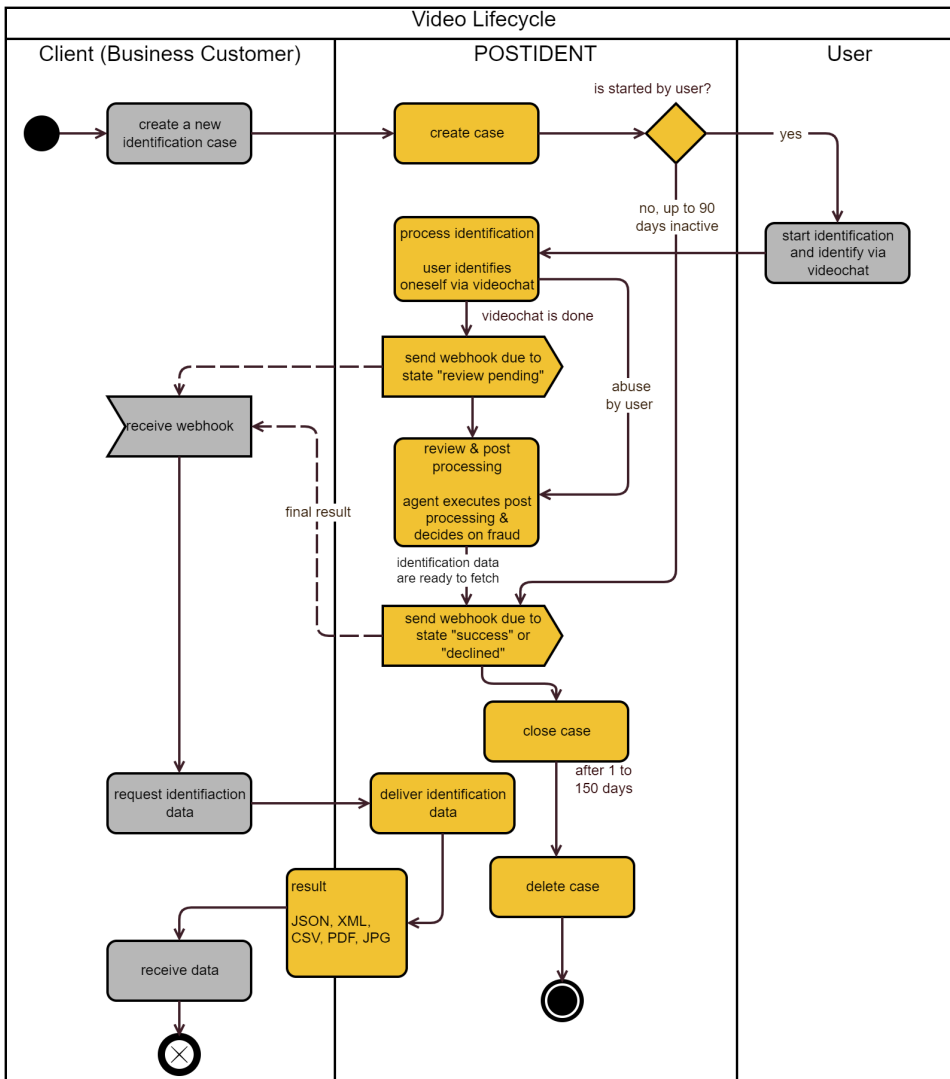 Video Lifecycle
Client (Business Customer)
POSTIDENT
User
is started by user?
create a new
identification case
create case
yes
no, up to 90
days inactive
start identification
and identify via
videochat
process identification
user identifies
oneself via videochat
videochat is done
send webhook due to
state "review pending"
abuse
by user
receive webhook
review & post
processing
agent executes post
processing &
decides on fraud
final result
identification data
are ready to fetch
send webhook due to
state "success" or
"declined"
close case
after 1 to
150 days
request identifiaction
data
deliver identification
data
delete case
result
JSON, XML,
CSV, PDF, JPG
receive data